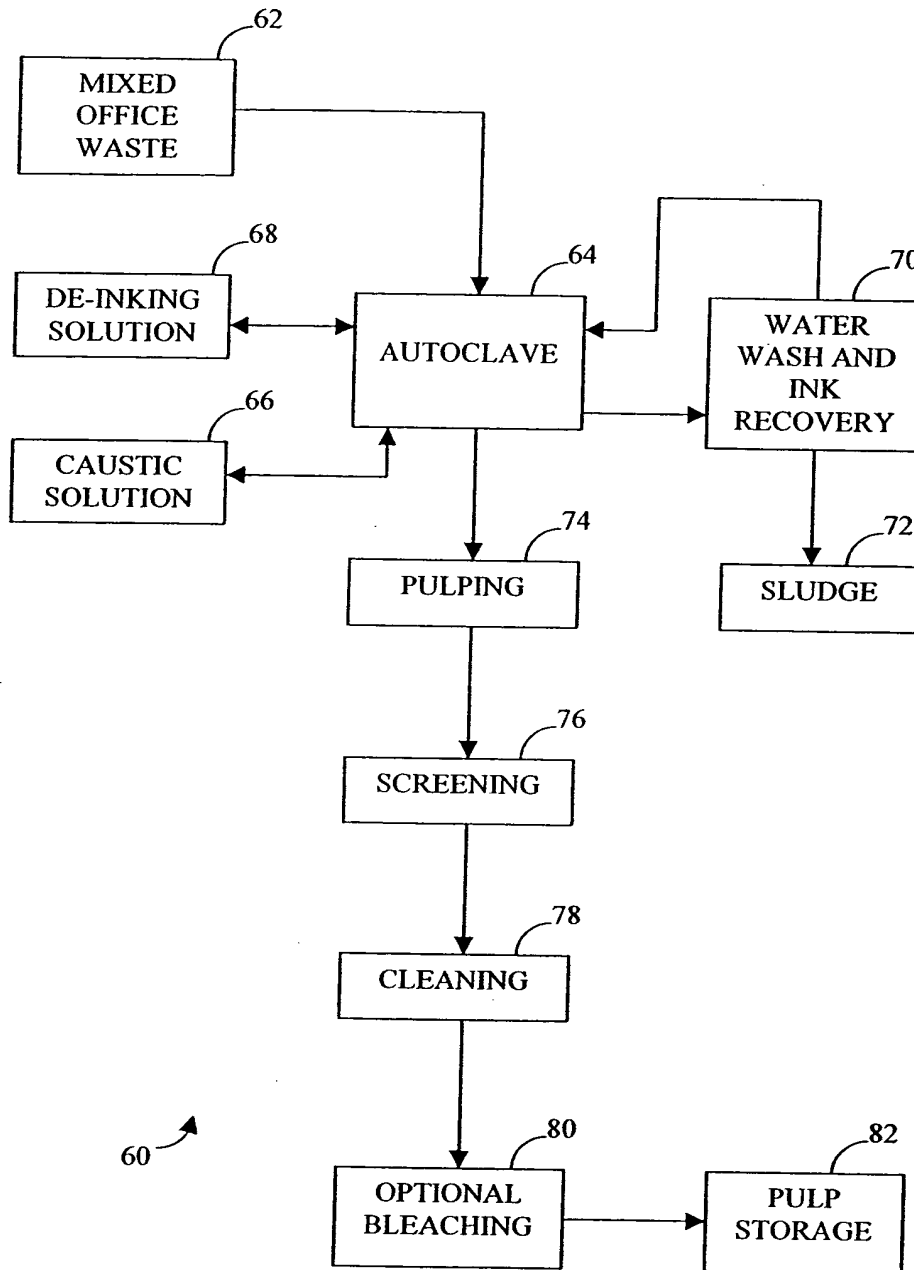 62
MIXED
OFFICE
WASTE
68
DE-INKING
SOLUTION
64
AUTOCLAVE
70
WATER
WASH AND
INK
RECOVERY
66
CAUSTIC
SOLUTION
74
PULPING
72
SLUDGE
76
SCREENING
78
CLEANING
60
80
OPTIONAL
BLEACHING
82
PULP
STORAGE